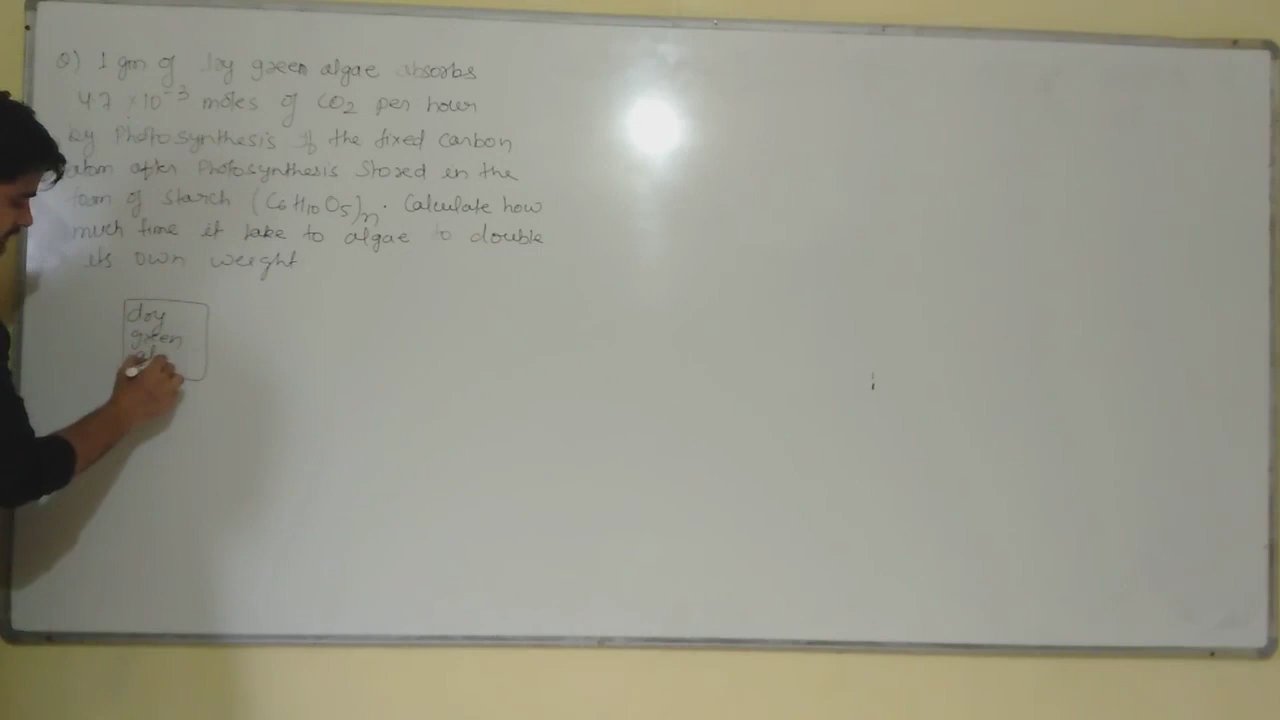 Q) 1 gm of dry green algae absorbs
4.7 × 10⁻³ moles of CO₂ per hour
by Photosynthesis if the fixed carbon
atom after Photosynthesis Stored in the
form of Starch (C₆H₁₀O₅)ₙ. Calculate how
much time it take to algae to double
its own weight
dry
green
al